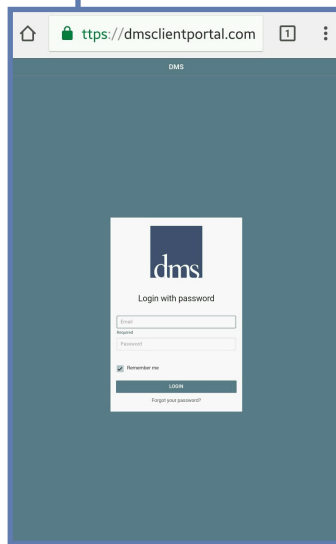 ttps://dmsclientportal.com 1
DMS
dms
Login with password
Email
Required
Password
Remember me
LOGIN
Forgot your password?